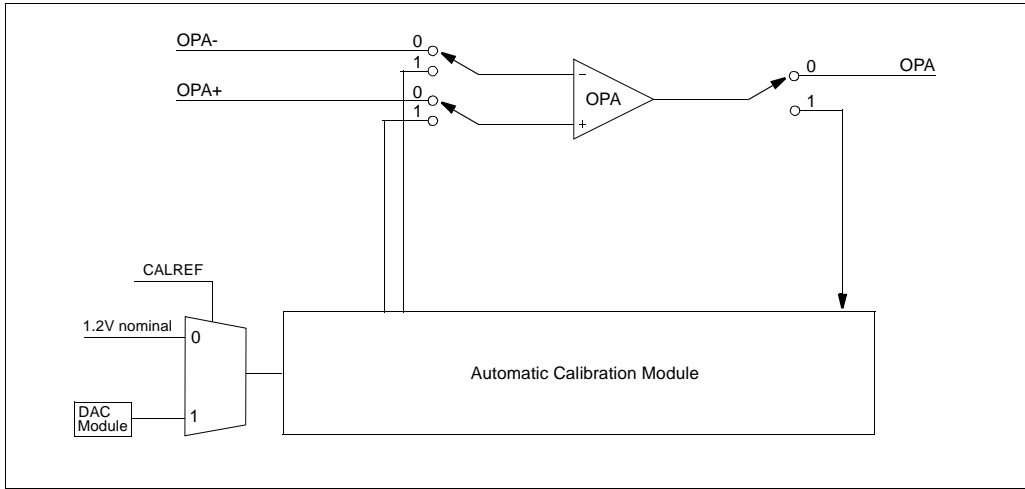 OPA-
0
1
OPA+
0
1
−
OPA
+
0
OPA
1
CALREF
1.2V nominal
0
DAC
Module
1
Automatic Calibration Module